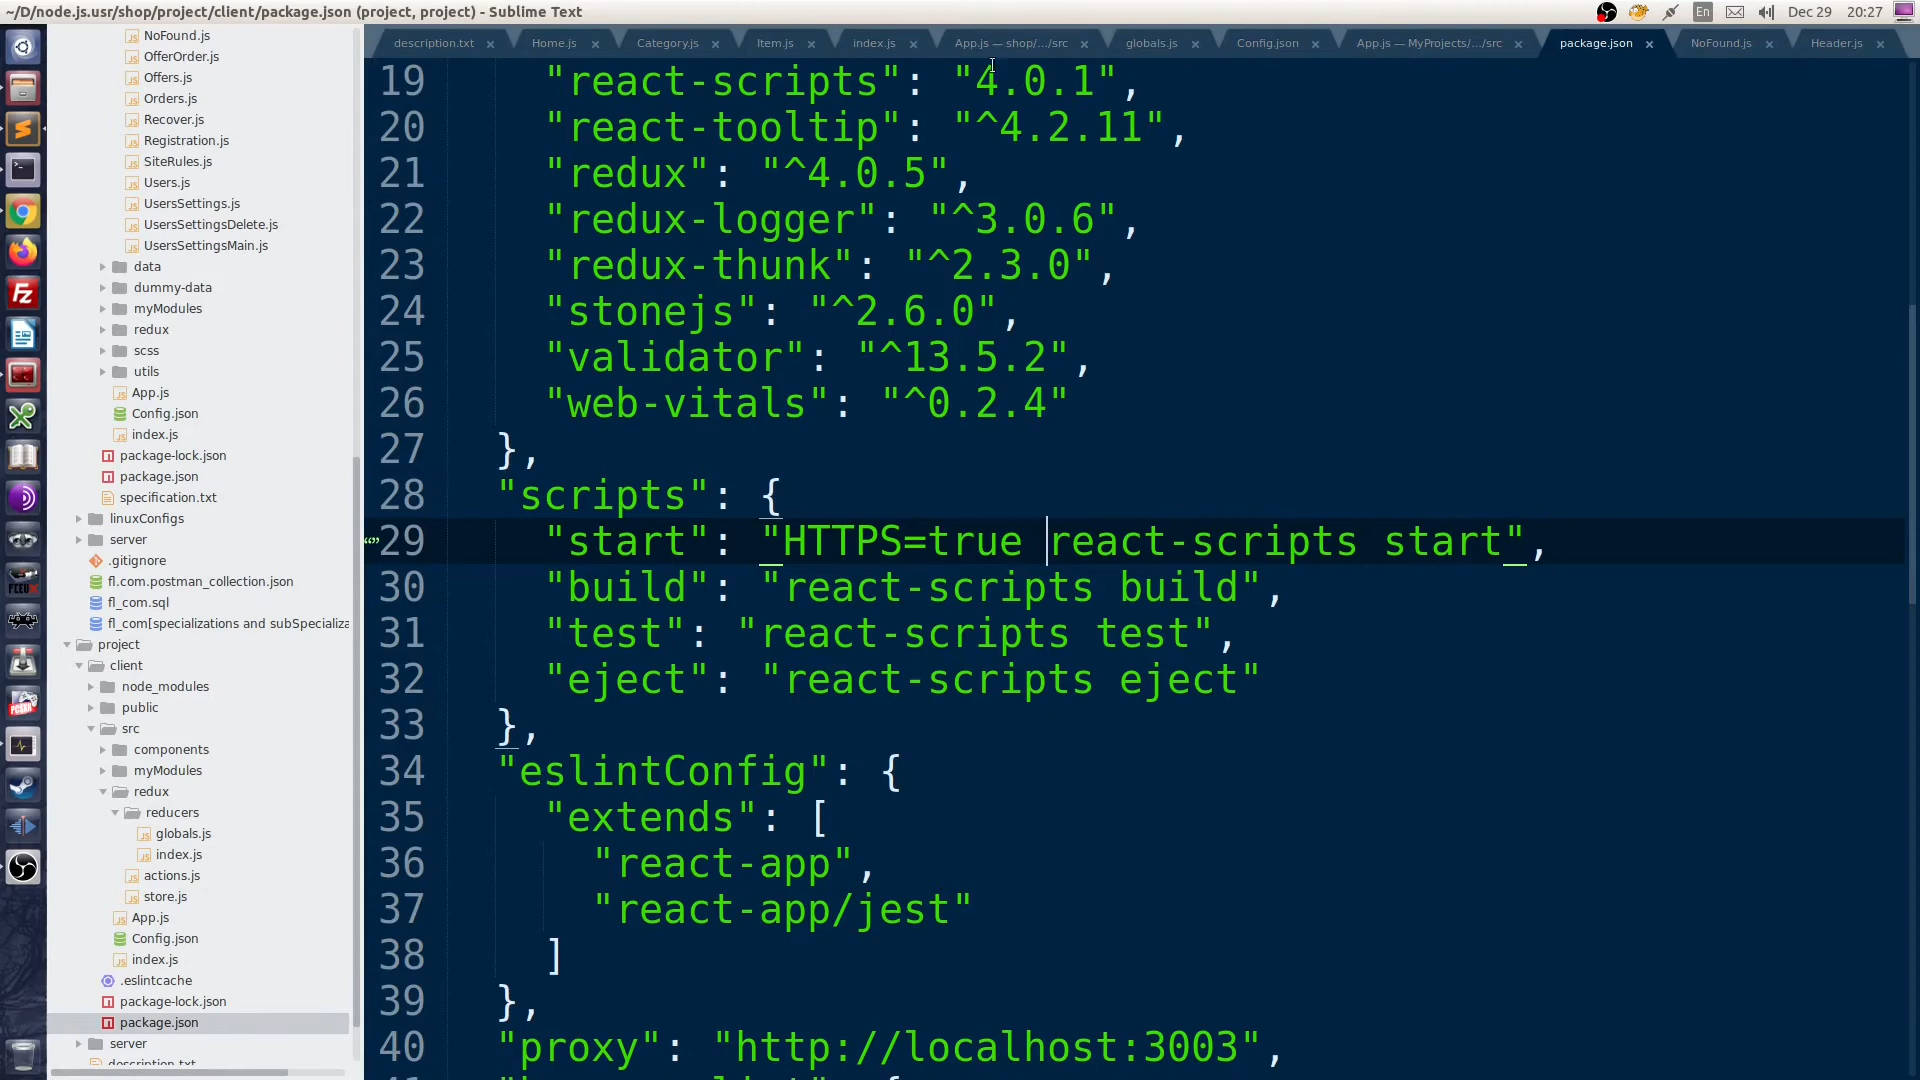 ~/D/node.js.usr/shop/project/client/package.json (project, project) - Sublime Text
En
Dec 29
20:27
NoFound.js
OfferOrder.js
Offers.js
Orders.js
Recover.js
Registration.js
SiteRules.js
Users.js
UsersSettings.js
UsersSettingsDelete.js
UsersSettingsMain.js
data
dummy-data
myModules
redux
scss
utils
App.js
Config.json
index.js
package-lock.json
package.json
specification.txt
linuxConfigs
server
.gitignore
fl.com.postman_collection.json
fl_com.sql
fl_com[specializations and subSpecializa
project
client
node_modules
public
src
components
myModules
redux
reducers
globals.js
index.js
actions.js
store.js
App.js
Config.json
index.js
.eslintcache
package-lock.json
package.json
server
description.txt
description.txt
Home.js
Category.js
Item.js
index.js
App.js — shop/.../src
globals.js
Config.json
App.js — MyProjects/.../src
package.json
NoFound.js
Header.js
19 "react-scripts": "4.0.1",
20 "react-tooltip": "^4.2.11",
21 "redux": "^4.0.5",
22 "redux-logger": "^3.0.6",
23 "redux-thunk": "^2.3.0",
24 "stonejs": "^2.6.0",
25 "validator": "^13.5.2",
26 "web-vitals": "^0.2.4"
27 },
28 "scripts": {
29 "start": "HTTPS=true react-scripts start",
30 "build": "react-scripts build",
31 "test": "react-scripts test",
32 "eject": "react-scripts eject"
33 },
34 "eslintConfig": {
35 "extends": [
36 "react-app",
37 "react-app/jest"
38 ]
39 },
40 "proxy": "http://localhost:3003",